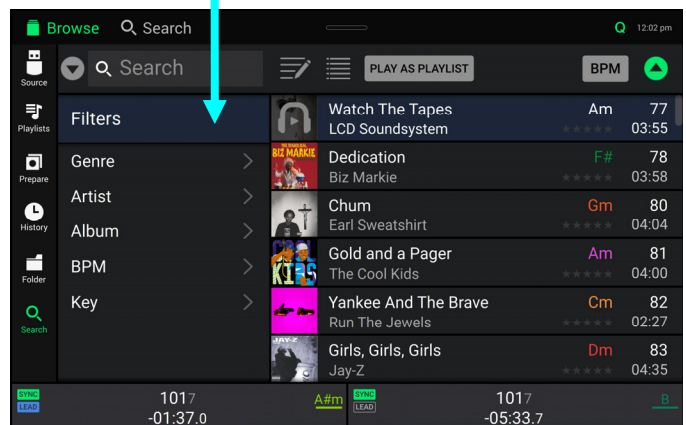 Browse Search Q 12:02 pm
Source
Search PLAY AS PLAYLIST BPM
Playlists
Prepare
History
Folder
Search
Filters
Genre
Artist
Album
BPM
Key
Watch The Tapes Am 77
LCD Soundsystem 03:55
BIZ MARKIE
Dedication F# 78
Biz Markie 03:58
Chum Gm 80
Earl Sweatshirt 04:04
KIDS
Gold and a Pager Am 81
The Cool Kids 04:00
Yankee And The Brave Cm 82
Run The Jewels 02:27
JAY-Z
Girls, Girls, Girls Dm 83
Jay-Z 04:35
SYNC 1017 A#m
LEAD -01:37.0
SYNC 1017 B
LEAD -05:33.7